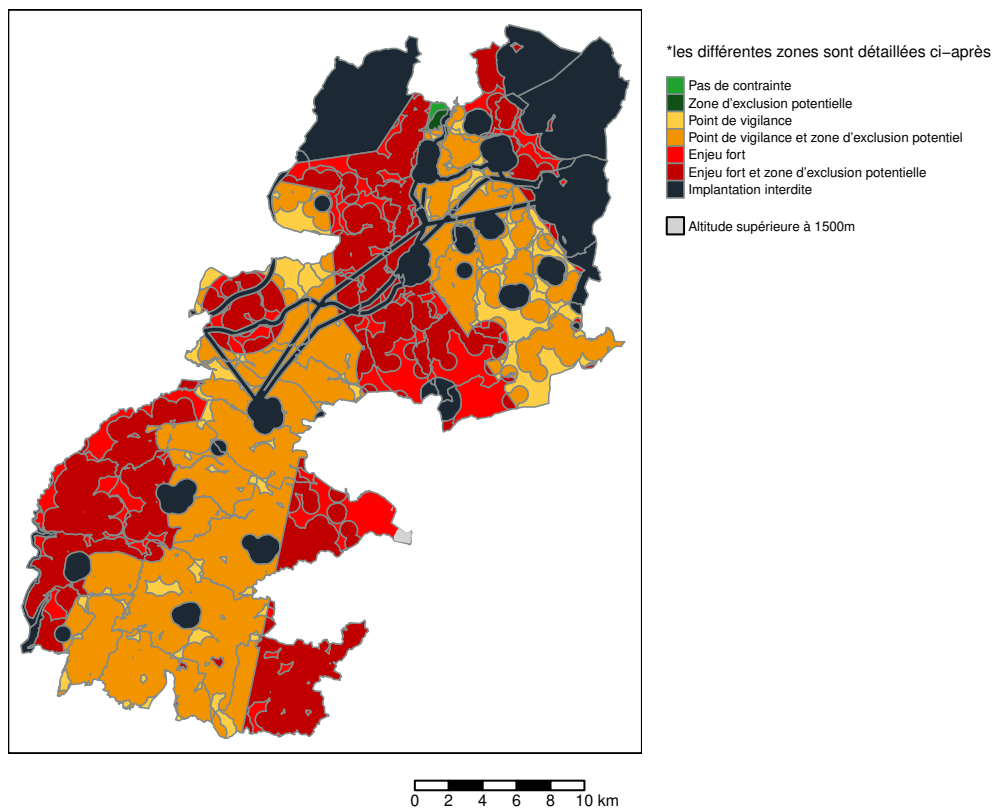 *les différentes zones sont détaillées ci−après
Pas de contrainte
Zone d'exclusion potentielle
Point de vigilance
Point de vigilance et zone d'exclusion potentiel
Enjeu fort
Enjeu fort et zone d'exclusion potentielle
Implantation interdite
Altitude supérieure à 1500m
0 2 4 6 8 10 km